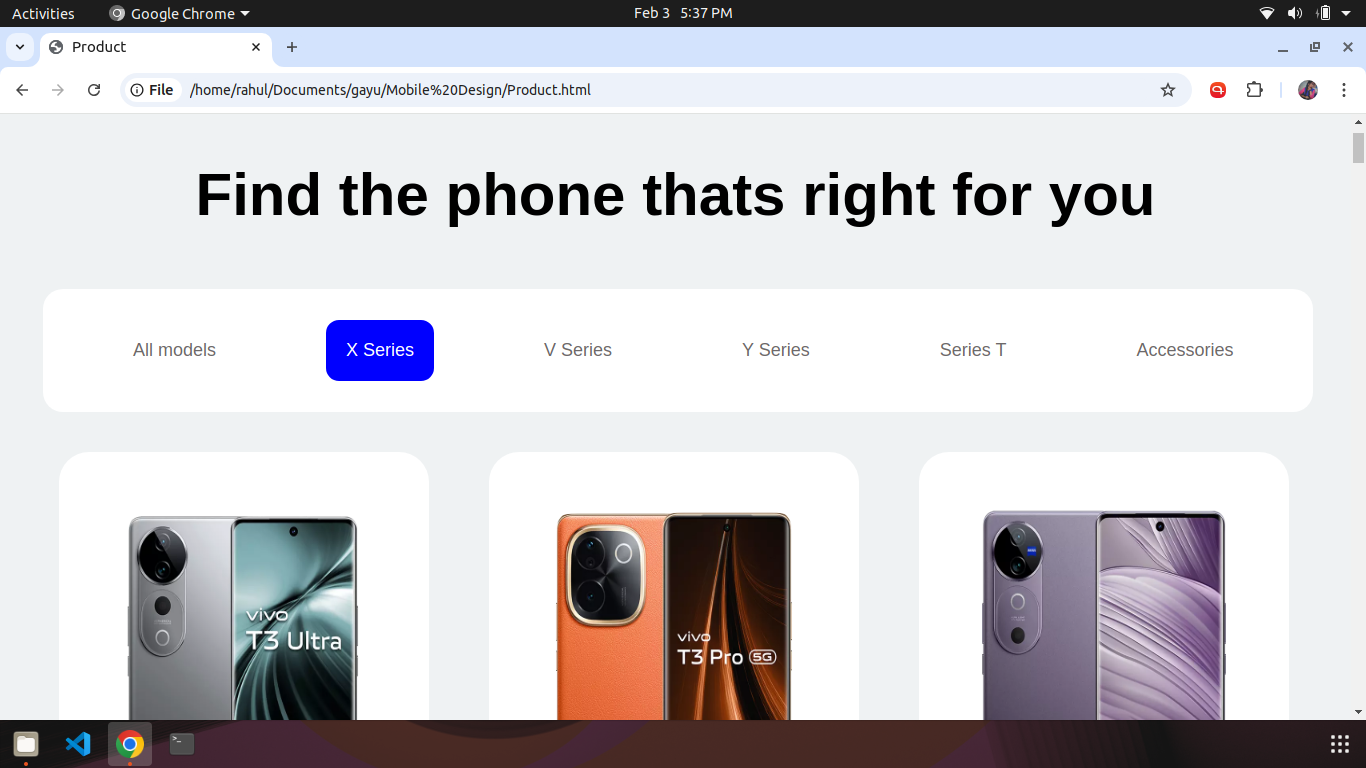 Activities
Google Chrome
Feb 3 5:37 PM
Product
File
/home/rahul/Documents/gayu/Mobile%20Design/Product.html
Find the phone thats right for you
All models
X Series
V Series
Y Series
Series T
Accessories
vivo
T3 Ultra
vivo
T3 Pro 5G